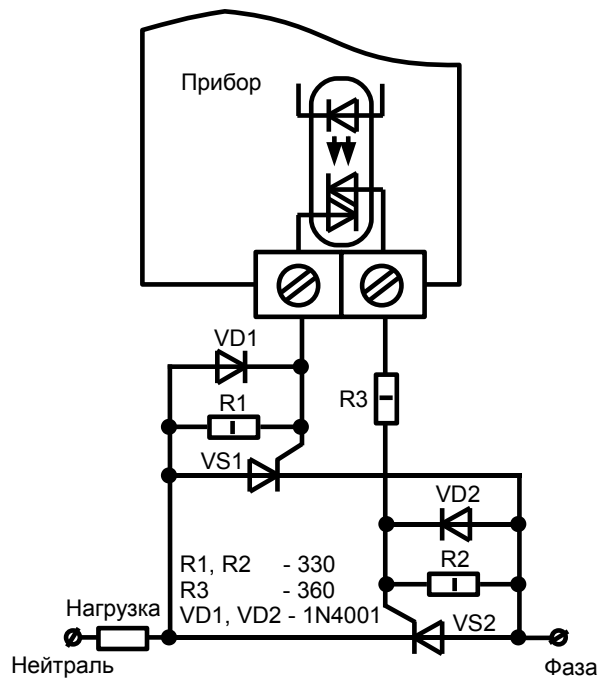 Прибор
VD1
R1
R3
VS1
VD2
R1, R2 - 330
R2
R3 - 360
VD1, VD2 - 1N4001
Нагрузка
VS2
Нейтраль
Фаза